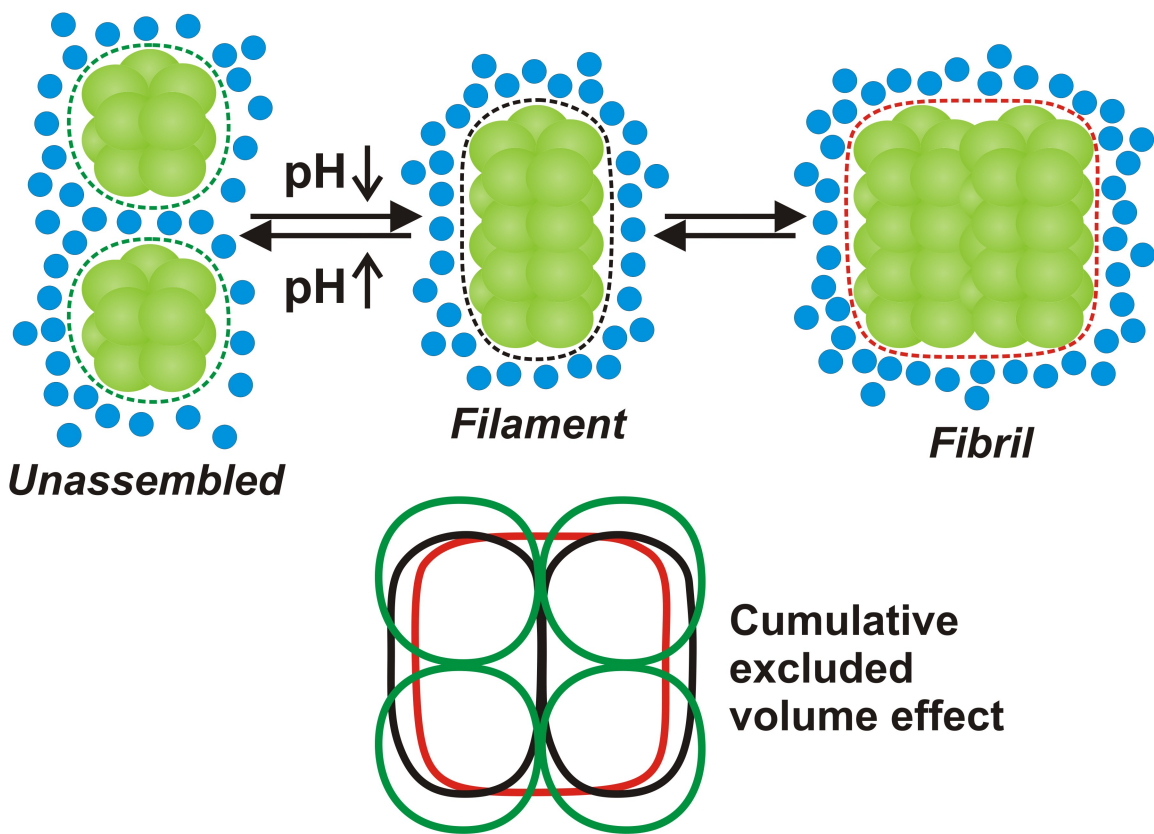 pH↓
pH↑
Unassembled
Filament
Fibril
Cumulative
excluded
volume effect